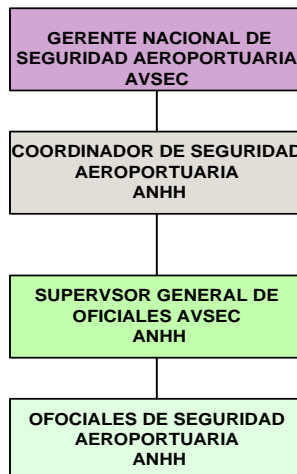 GERENTE NACIONAL DE
SEGURIDAD AEROPORTUARIA
AVSEC
COORDINADOR DE SEGURIDAD
AEROPORTUARIA
ANHH
SUPERVSOR GENERAL DE
OFICIALES AVSEC
ANHH
OFOCIALES DE SEGURIDAD
AEROPORTUARIA
ANHH